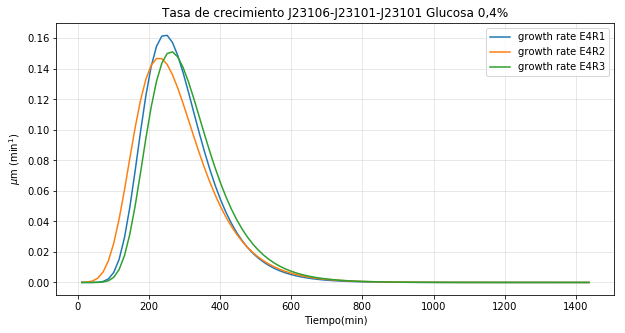 Tasa de crecimiento J23106-J23101-J23101 Glucosa 0,4%
growth rate E4R1
growth rate E4R2
growth rate E4R3
μm (min¹)
0.16
0.14
0.12
0.10
0.08
0.06
0.04
0.02
0.00
0 200 400 600 800 1000 1200 1400
Tiempo(min)